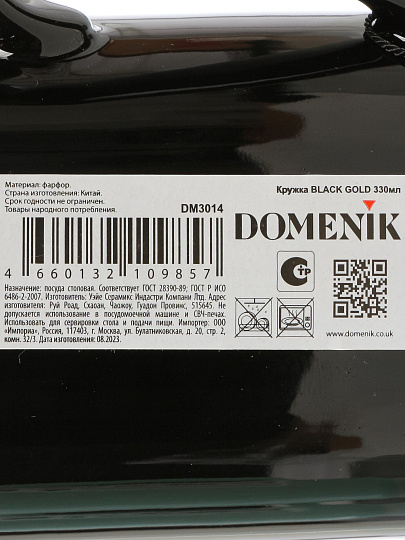 Материал: фарфор.
Страна изготовления: Китай.
Срок годности не ограничен.
Товары народного потребления.
DM3014
4 660132 109857
Назначение: посуда столовая. Соответствует ГОСТ 28390-89; ГОСТ Р ИСО
6486-2-2007. Изготовитель: Уэйе Серамикс Индастри Компани Лтд. Адрес
изготовителя: Руй Роад, Схаоан, Чаожоу, Гуадон Провинс, 515645. Не
допускается использование в посудомоечной машине и СВЧ-печах.
Использовать для сервировки стола и подачи пищи. Импортер: ООО
«Импориа», Россия, 117403, г. Москва, ул. Булатниковская, д. 20, стр. 2,
комн. 32/3. Дата изготовления: 08.2023.
Кружка BLACK GOLD 330мл
DOMENIK
СТР
www.domenik.co.uk